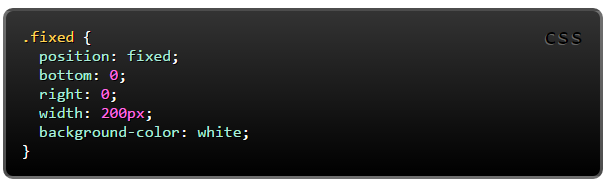 CSS
.fixed {
  position: fixed;
  bottom: 0;
  right: 0;
  width: 200px;
  background-color: white;
}